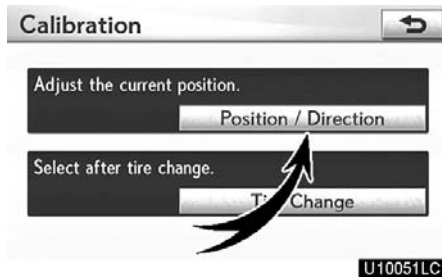 Calibration
Adjust the current position.
Position / Direction
Select after tire change.
Change
U10051LC